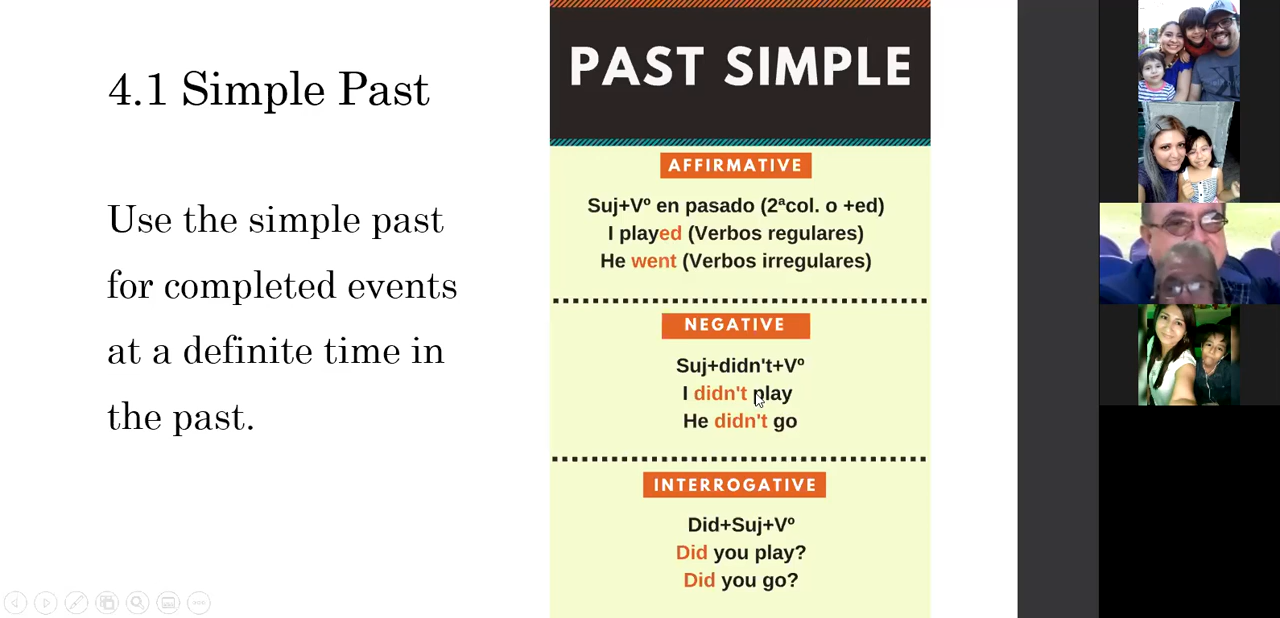 4.1 Simple Past
Use the simple past
for completed events
at a definite time in
the past.
PAST SIMPLE
AFFIRMATIVE
Suj+Vº en pasado (2ªcol. o +ed)
I played (Verbos regulares)
He went (Verbos irregulares)
NEGATIVE
Suj+didn't+Vº
I didn't play
He didn't go
INTERROGATIVE
Did+Suj+Vº
Did you play?
Did you go?